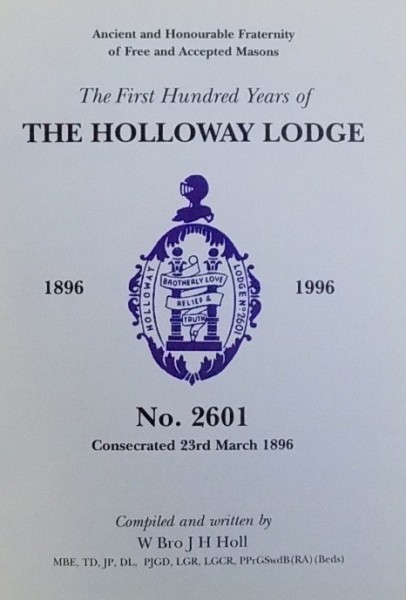 Ancient and Honourable Fraternity
of Free and Accepted Masons
The First Hundred Years of
THE HOLLOWAY LODGE
1896
HOLLOWAY
BROTHERLY LOVE
RELIEF &
TRUTH
LODGE Nº 2601
1996
No. 2601
Consecrated 23rd March 1896
Compiled and written by
W Bro J H Holl
MBE, TD, JP, DL, PJGD, LGR, LGCR, PPrGSwdB(RA)(Beds)